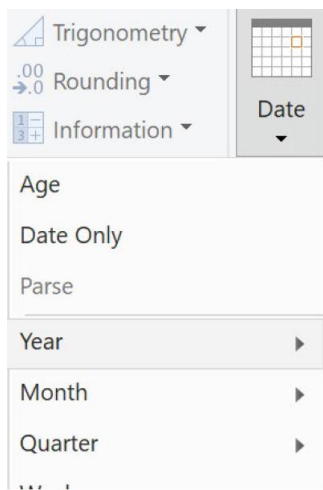 Trigonometry
.00
→.0 Rounding
Information
Date
Age
Date Only
Parse
Year
Month
Quarter